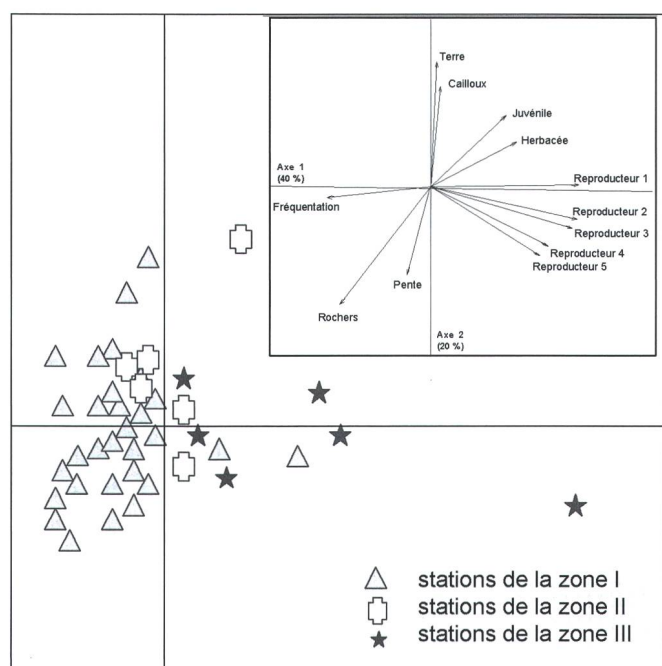 Terre
Cailloux
Juvénile
Herbacée
Axe 1
(40 %)
Reproducteur 1
Fréquentation
Reproducteur 2
Reproducteur 3
Reproducteur 4
Reproducteur 5
Pente
Rochers
Axe 2
(20 %)
stations de la zone I
stations de la zone II
stations de la zone III